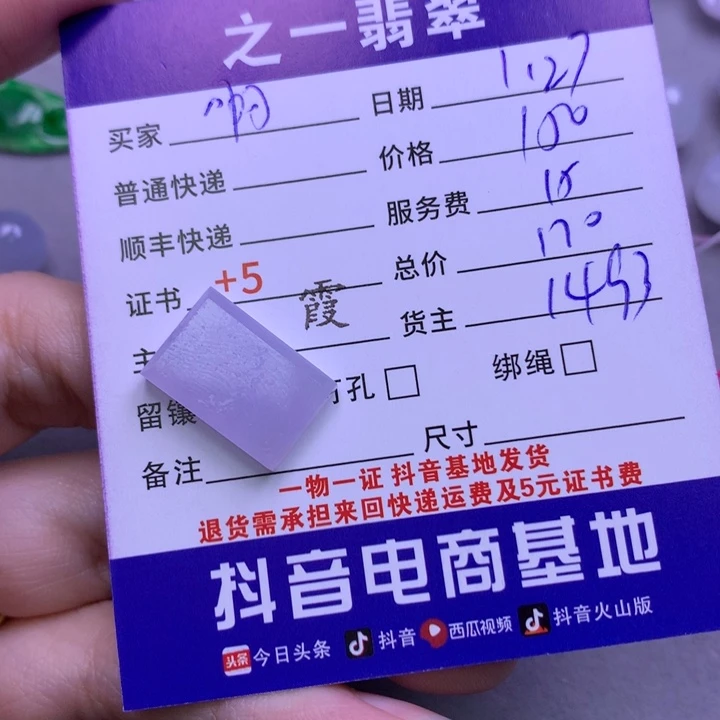 之一翡翠
买家 日期 1.27
普通快递 价格
顺丰快递 服务费
证书 +5 总价 170
霞 货主
主
留镶 打孔 绑绳
备注 尺寸
一物一证 抖音基地发货
退货需承担来回快递运费及5元证书费
抖音电商基地
头条 今日头条 抖音 西瓜视频 抖音火山版